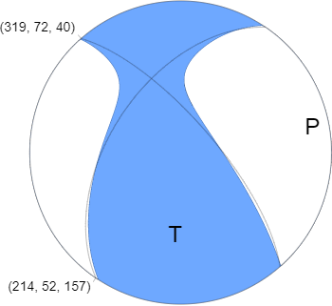 (319, 72, 40)
P
T
(214, 52, 157)